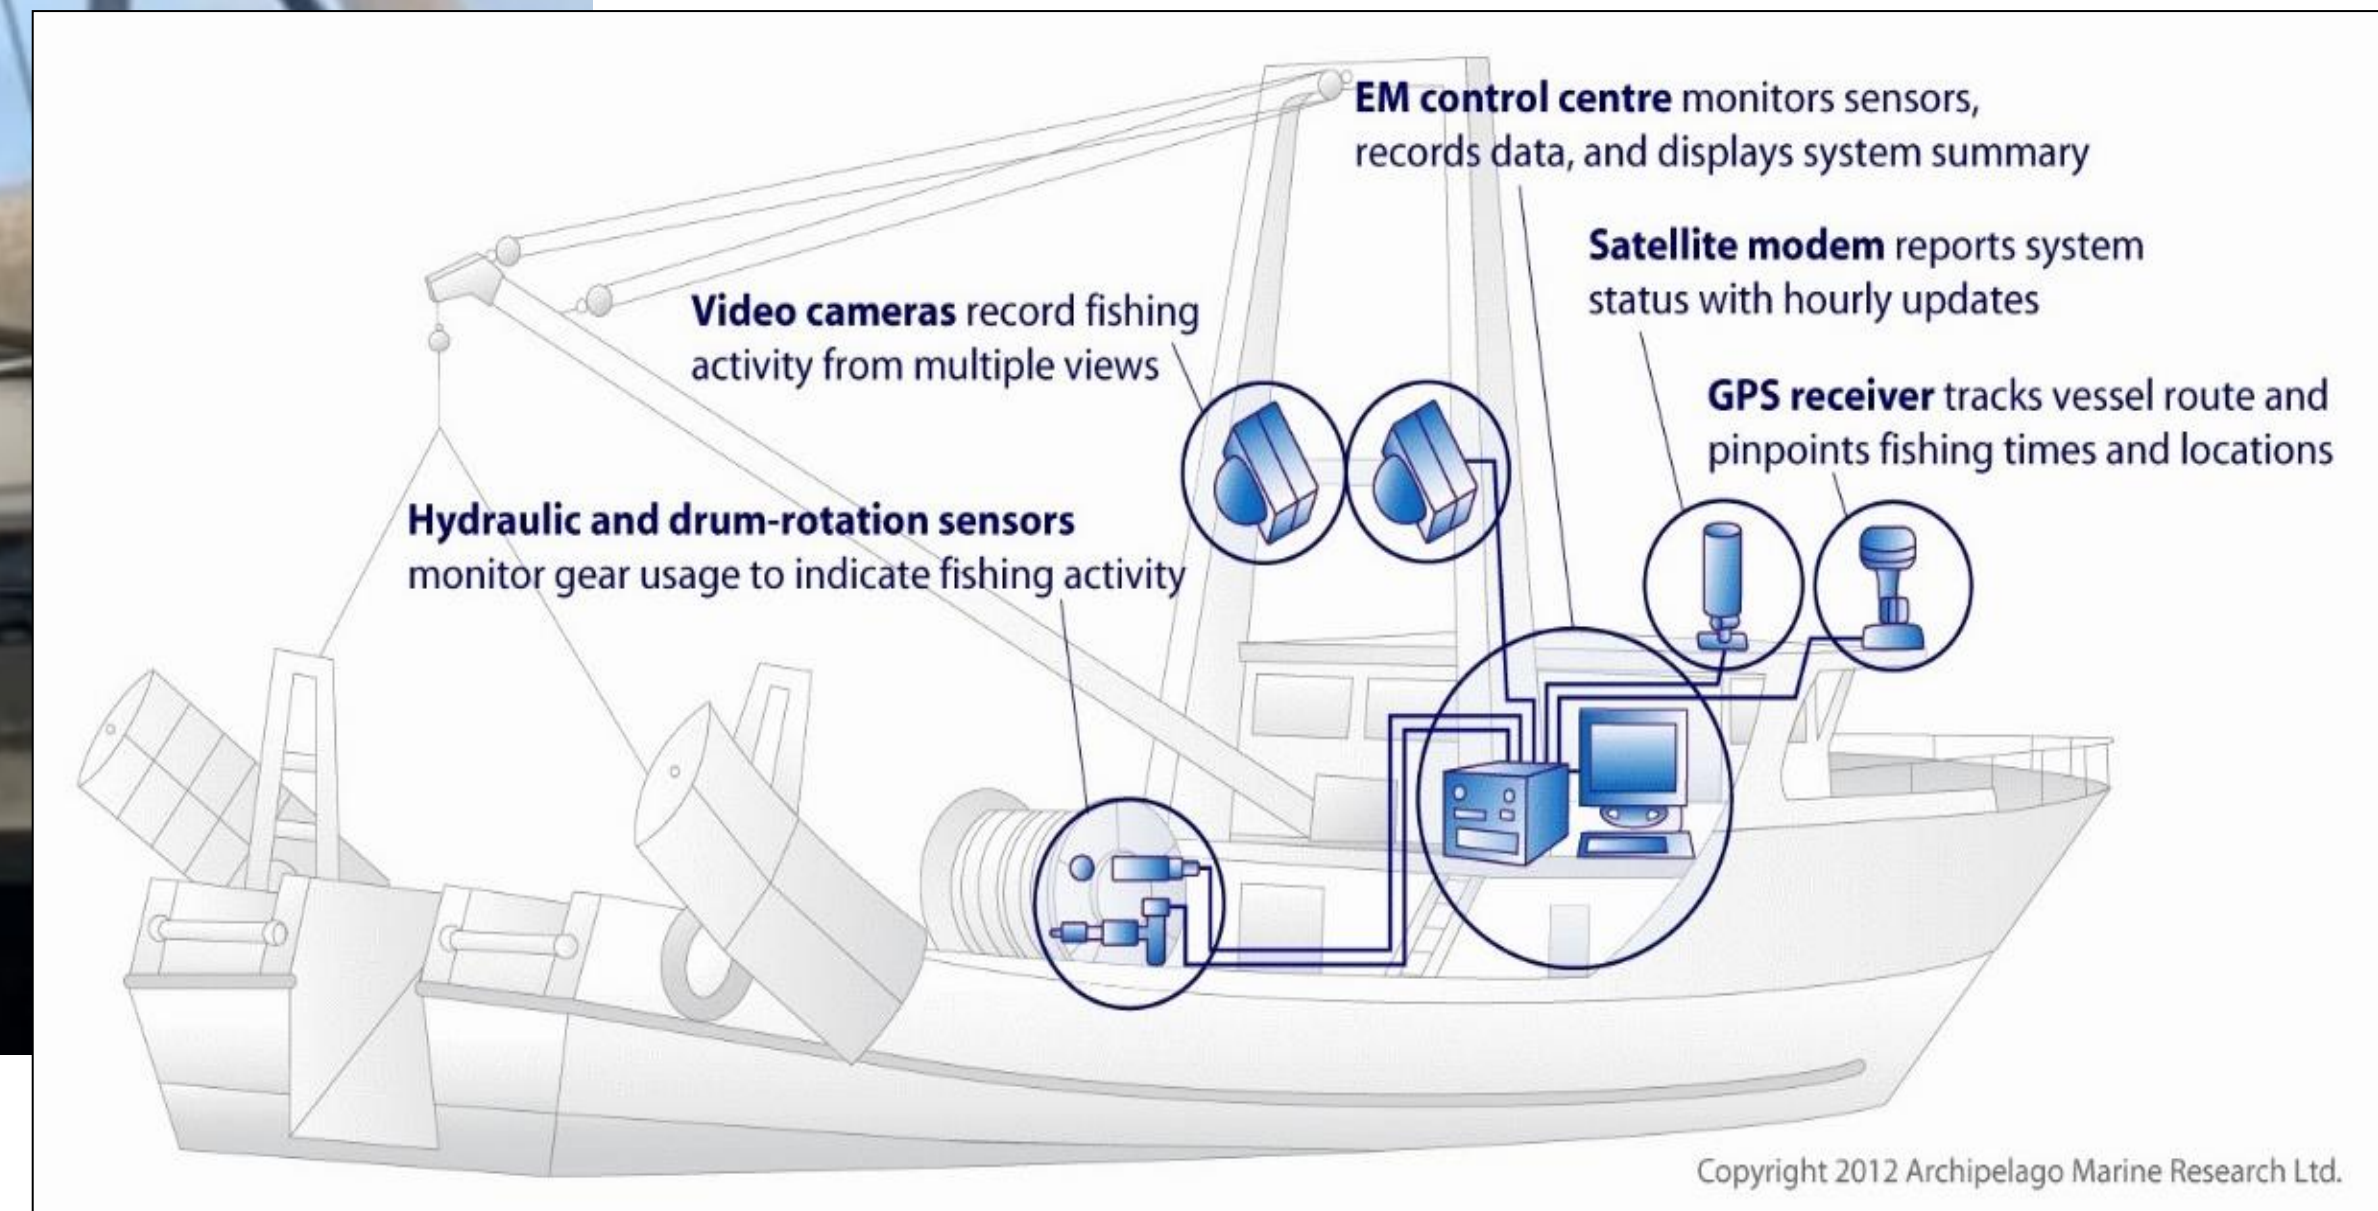 EM control centre monitors sensors,
records data, and displays system summary
Satellite modem reports system
status with hourly updates
Video cameras record fishing
activity from multiple views
GPS receiver tracks vessel route and
pinpoints fishing times and locations
Hydraulic and drum-rotation sensors
monitor gear usage to indicate fishing activity
Copyright 2012 Archipelago Marine Research Ltd.